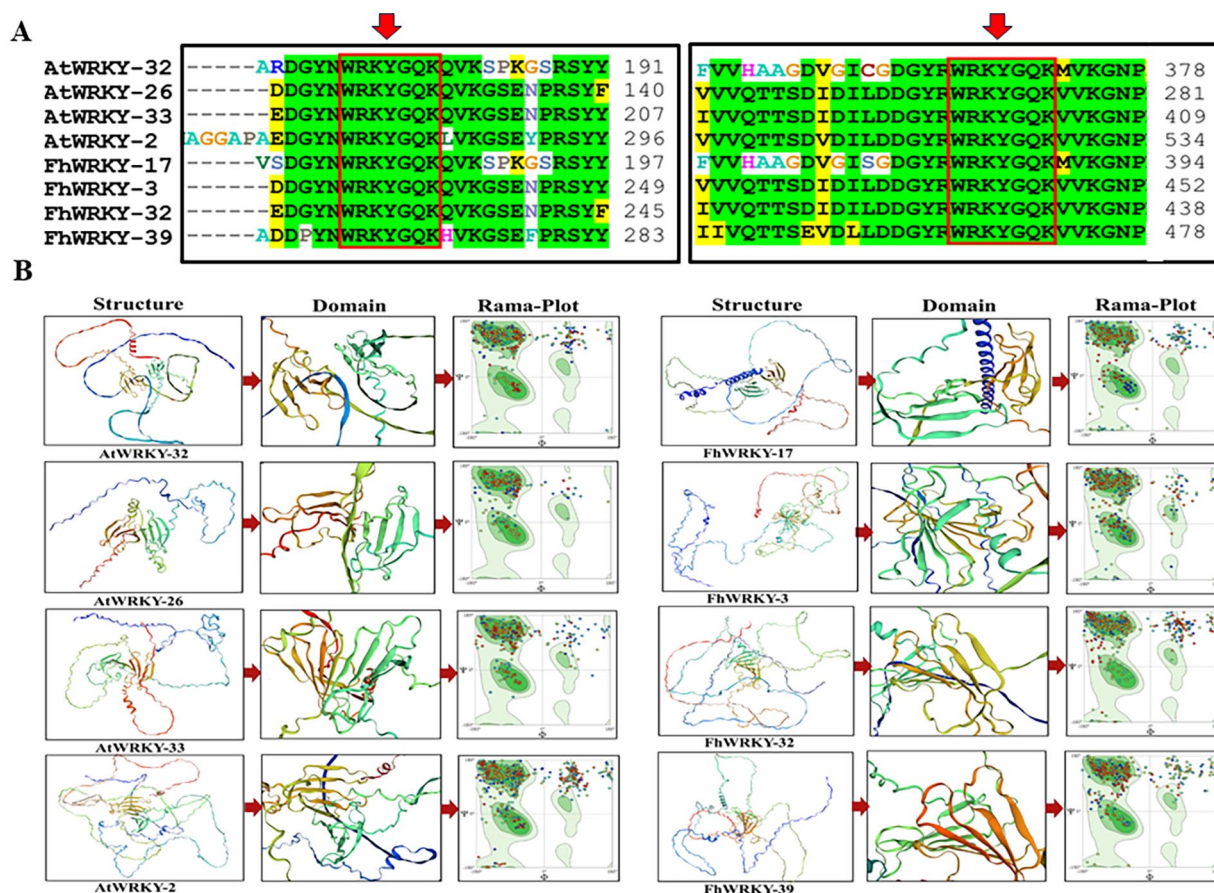 A
AtWRKY-32 ------ARDGYNWRKYGQKQVKSPKGSRSYY 191 FVVHAAGDVGICGDGYRWRKYGQKMVKGNP 378
AtWRKY-26 -------DDGYNWRKYGQKQVKGSENPRSYF 140 VVVQTTSDIDILDDGYRWRKYGQKVVKGNP 281
AtWRKY-33 -------EDGYNWRKYGQKQVKGSENPRSYY 207 IVVQTTSDIDILDDGYRWRKYGQKVVKGNP 409
AtWRKY-2 AGGAPAEDGYNWRKYGQKLVKGSEYPRSYY 296 VVVQTTSDIDILDDGYRWRKYGQKVVKGNP 534
FhWRKY-17 ------VSDGYNWRKYGQKQVKSPKGSRSYY 197 FVVHAAGDVGISGDGYRWRKYGQKMVKGNP 394
FhWRKY-3 -------DDGYNWRKYGQKQVKGSENPRSYY 249 VVVQTTSDIDILDDGYRWRKYGQKVVKGNP 452
FhWRKY-32 -------EDGYNWRKYGQKQVKGSENPRSYF 245 IVVQTTSDIDILDDGYRWRKYGQKVVKGNP 438
FhWRKY-39 ------ADDPYNWRKYGQKHVKGSEFPRSYY 283 IIVQTTSEVDLLDDGYRWRKYGQKVVKGNP 478
B
Structure Domain Rama-Plot Structure Domain Rama-Plot
AtWRKY-32 FhWRKY-17
AtWRKY-26 FhWRKY-3
AtWRKY-33 FhWRKY-32
AtWRKY-2 FhWRKY-39